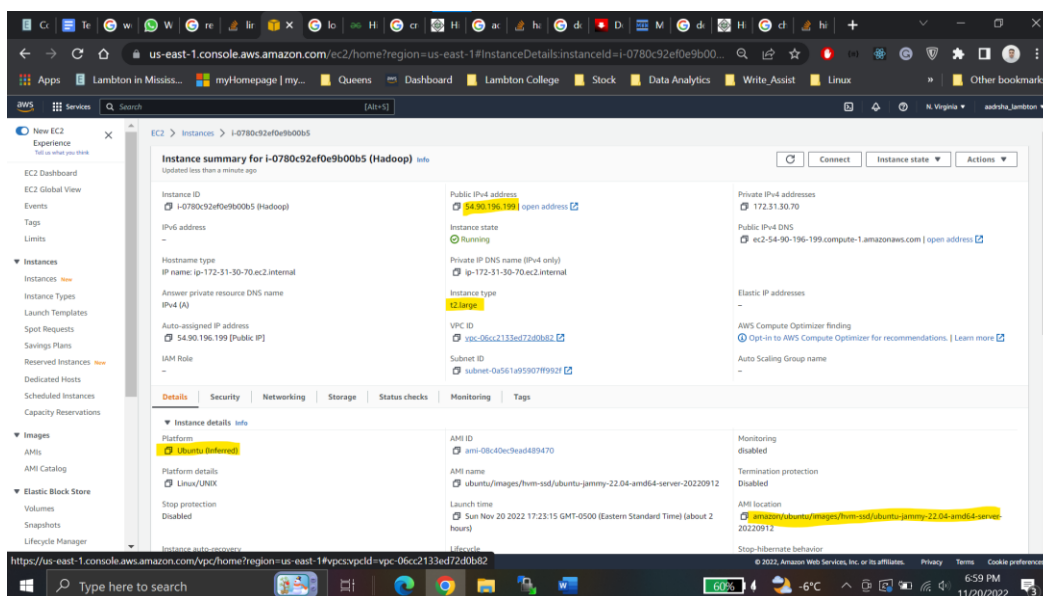 Te
us-east-1.console.aws.amazon.com/ec2/home?region=us-east-1#InstanceDetails:instanceId=i-0780c92ef0e9b00...
Apps Lambton in Mississ... myHomepage | my... Queens Dashboard Lambton College Stock Data Analytics Write_Assist Linux » Other bookmark
aws Services Search [Alt+S] N. Virginia ▼ aadrsha_lambton
New EC2
Experience
Tell us what you think
EC2 Dashboard
EC2 Global View
Events
Tags
Limits
▼ Instances
Instances New
Instance Types
Launch Templates
Spot Requests
Savings Plans
Reserved Instances New
Dedicated Hosts
Scheduled Instances
Capacity Reservations
▼ Images
AMIs
AMI Catalog
▼ Elastic Block Store
Volumes
Snapshots
Lifecycle Manager
EC2 > Instances > i-0780c92ef0e9b00b5
Instance summary for i-0780c92ef0e9b00b5 (Hadoop) Info
Updated less than a minute ago
Connect Instance state ▼ Actions ▼
Instance ID
i-0780c92ef0e9b00b5 (Hadoop)
Public IPv4 address
54.90.196.199 | open address
Private IPv4 addresses
172.31.30.70
IPv6 address
–
Instance state
Running
Public IPv4 DNS
ec2-54-90-196-199.compute-1.amazonaws.com | open address
Hostname type
IP name: ip-172-31-30-70.ec2.internal
Private IP DNS name (IPv4 only)
ip-172-31-30-70.ec2.internal
Answer private resource DNS name
IPv4 (A)
Instance type
t2.large
Elastic IP addresses
–
Auto-assigned IP address
54.90.196.199 [Public IP]
VPC ID
vpc-06cc2133ed72d0b82
AWS Compute Optimizer finding
Opt-in to AWS Compute Optimizer for recommendations. | Learn more
IAM Role
–
Subnet ID
subnet-0a561a95907ff992f
Auto Scaling Group name
–
Details Security Networking Storage Status checks Monitoring Tags
▼ Instance details Info
Platform
Ubuntu (Inferred)
AMI ID
ami-08c40ec9ead489470
Monitoring
disabled
Platform details
Linux/UNIX
AMI name
ubuntu/images/hvm-ssd/ubuntu-jammy-22.04-amd64-server-20220912
Termination protection
Disabled
Stop protection
Disabled
Launch time
Sun Nov 20 2022 17:23:15 GMT-0500 (Eastern Standard Time) (about 2
hours)
AMI location
amazon/ubuntu/images/hvm-ssd/ubuntu-jammy-22.04-amd64-server-
20220912
Instance auto-recovery
Lifecycle
Stop-hibernate behavior
https://us-east-1.console.aws.amazon.com/vpc/home?region=us-east-1#vpcs:vpcId=vpc-06cc2133ed72d0b82
© 2022, Amazon Web Services, Inc. or its affiliates. Privacy Terms Cookie preferences
Type here to search
60% -6°C 6:59 PM
11/20/2022